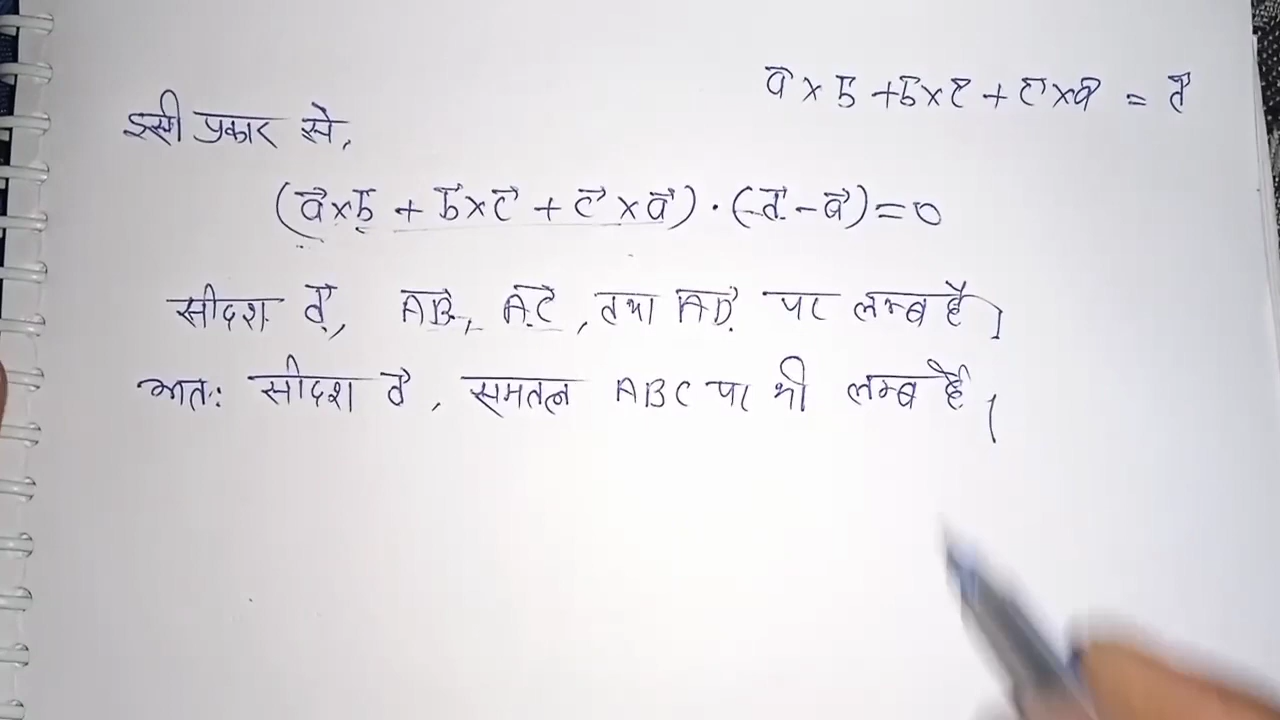 a⃗ × b⃗ + b⃗ × c⃗ + c⃗ × a⃗ = r⃗
इसी प्रकार से,
(a⃗ × b⃗ + b⃗ × c⃗ + c⃗ × a⃗) · (d⃗ - a⃗) = 0
सदिश r⃗, AB⃗, AC⃗, तथा AD⃗ पर लम्ब है।
अतः सदिश r⃗, समतल ABC पर भी लम्ब है।